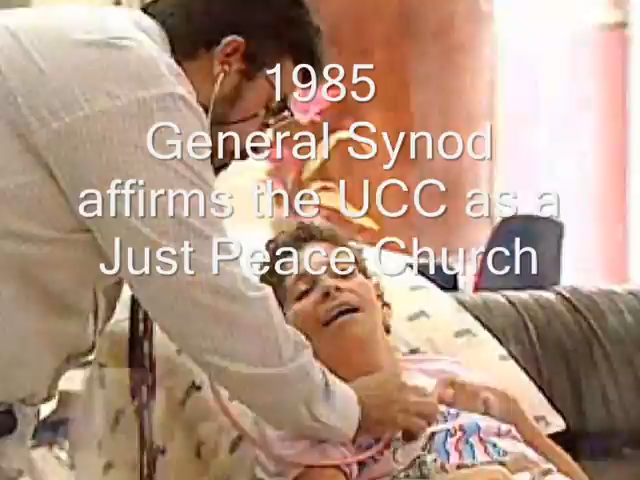 1985
General Synod
affirms the UCC as a
Just Peace Church